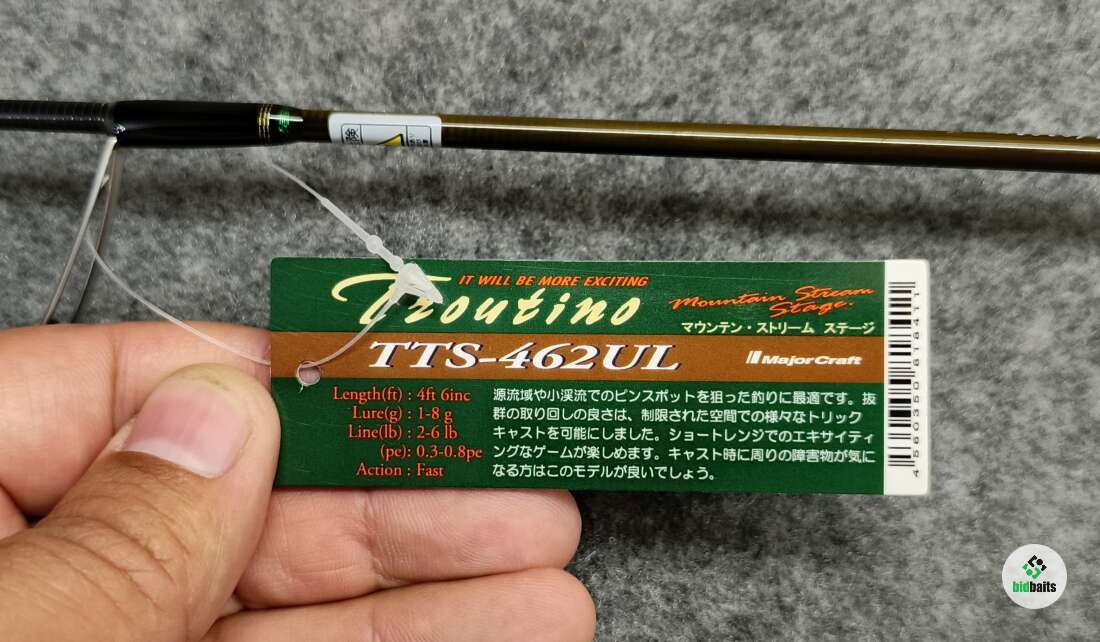 IT WILL BE MORE EXCITING
Troutino
Mountain Stream
Stage.
マウンテン・ストリーム ステージ
TTS-462UL
MajorCraft
Length(ft) : 4ft 6inc
Lure(g) : 1-8 g
Line(lb) : 2-6 lb
(pe): 0.3-0.8pe
Action : Fast
源流域や小渓流でのピンスポットを狙った釣りに最適です。抜
群の取り回しの良さは、制限された空間での様々なトリック
キャストを可能にしました。ショートレンジでのエキサイティ
ングなゲームが楽しめます。キャスト時に周りの障害物が気に
なる方はこのモデルが良いでしょう。
bidbaits